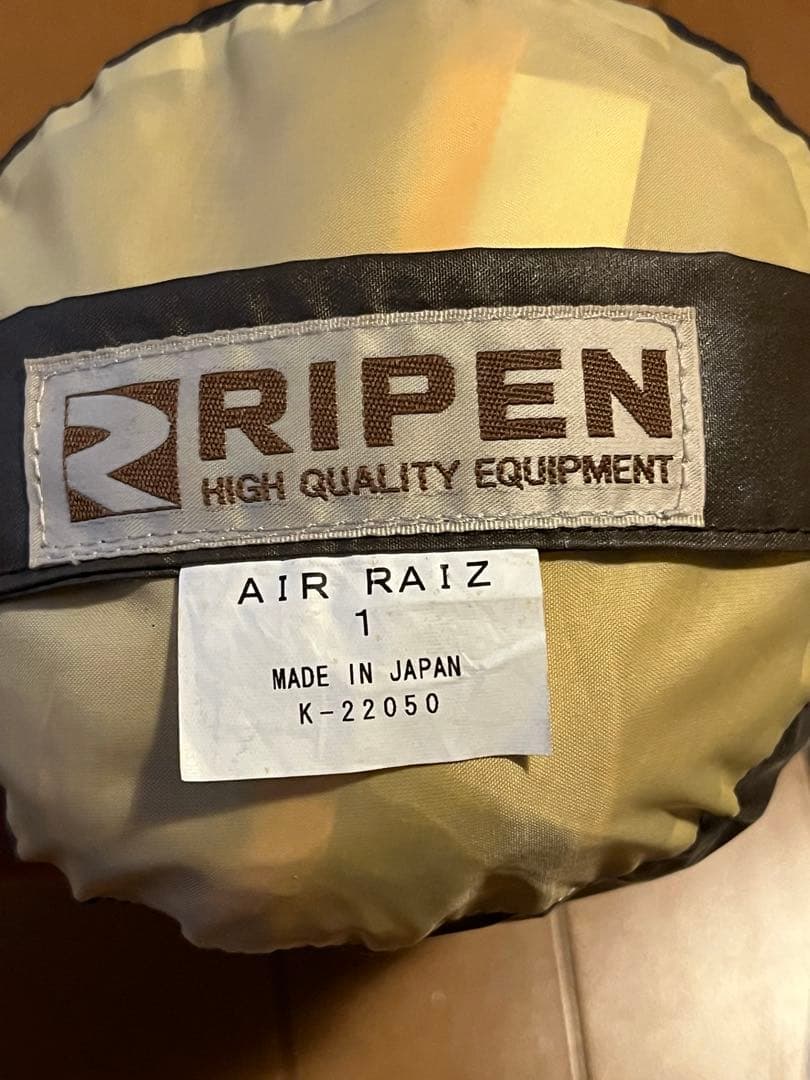 RIPEN
HIGH QUALITY EQUIPMENT
AIR RAIZ
1
MADE IN JAPAN
K-22050